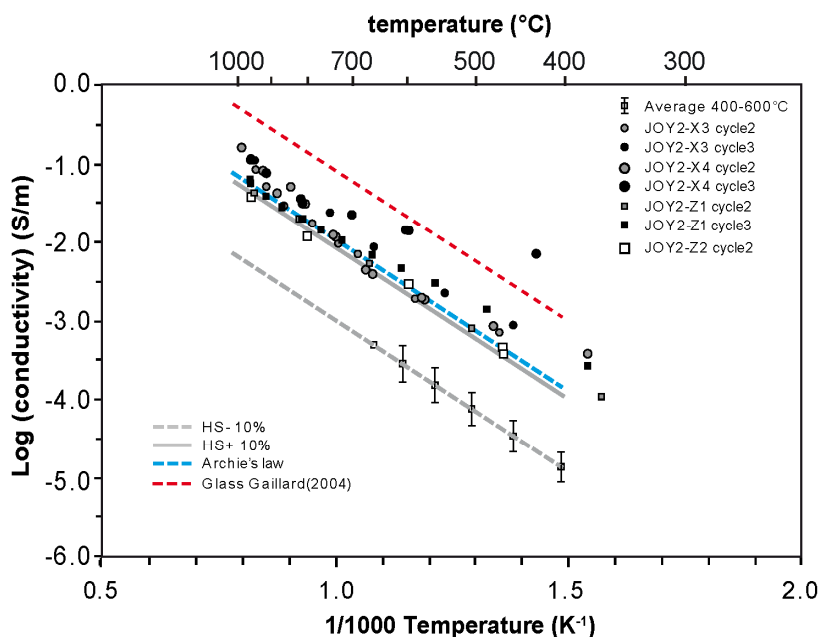 temperature (°C)
1000 700 500 400 300
0.0
-1.0
-2.0
-3.0
-4.0
-5.0
-6.0
Log (conductivity) (S/m)
Average 400-600°C
JOY2-X3 cycle2
JOY2-X3 cycle3
JOY2-X4 cycle2
JOY2-X4 cycle3
JOY2-Z1 cycle2
JOY2-Z1 cycle3
JOY2-Z2 cycle2
HS- 10%
HS+ 10%
Archie's law
Glass Gaillard(2004)
0.5 1.0 1.5 2.0
1/1000 Temperature (K-1)